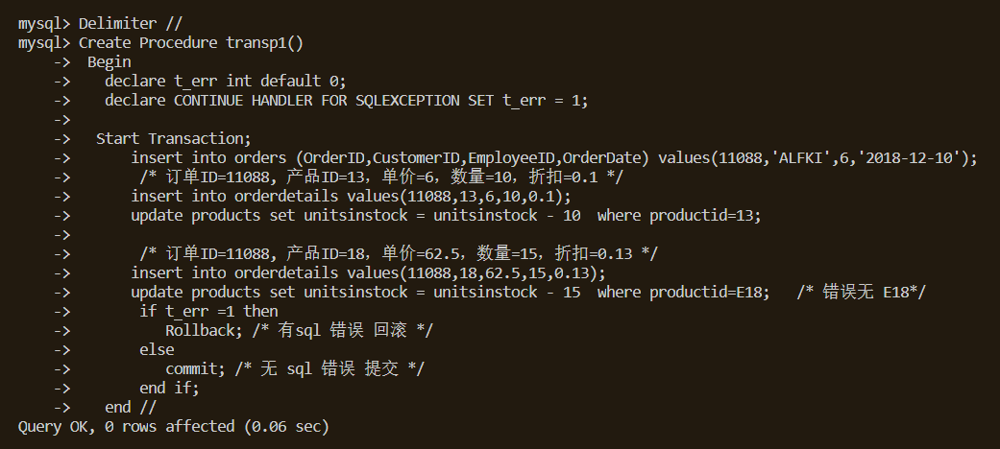 mysql> Delimiter //
mysql> Create Procedure transp1()
    ->  Begin
    ->    declare t_err int default 0;
    ->    declare CONTINUE HANDLER FOR SQLEXCEPTION SET t_err = 1;
    ->
    ->   Start Transaction;
    ->       insert into orders (OrderID,CustomerID,EmployeeID,OrderDate) values(11088,'ALFKI',6,'2018-12-10');
    ->        /* 订单ID=11088, 产品ID=13，单价=6，数量=10，折扣=0.1 */
    ->       insert into orderdetails values(11088,13,6,10,0.1);
    ->       update products set unitsinstock = unitsinstock - 10  where productid=13;
    ->
    ->        /* 订单ID=11088, 产品ID=18，单价=62.5，数量=15，折扣=0.13 */
    ->       insert into orderdetails values(11088,18,62.5,15,0.13);
    ->       update products set unitsinstock = unitsinstock - 15  where productid=E18;   /* 错误无 E18*/
    ->        if t_err =1 then
    ->           Rollback; /* 有sql 错误 回滚 */
    ->        else
    ->           commit; /* 无 sql 错误 提交 */
    ->        end if;
    ->    end //
Query OK, 0 rows affected (0.06 sec)